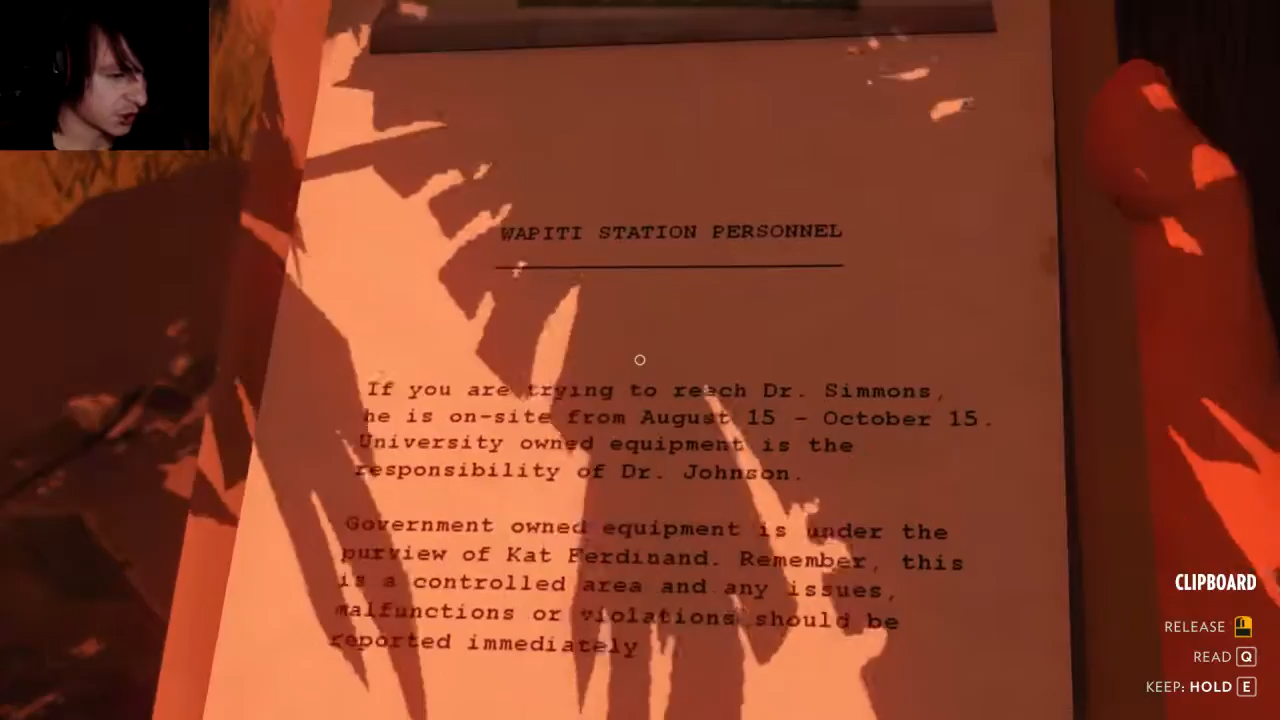 WAPITI STATION PERSONNEL
If you are trying to reach Dr. Simmons,
he is on-site from August 15 - October 15.
University owned equipment is the
responsibility of Dr. Johnson.
Government owned equipment is under the
purview of Kat Ferdinand. Remember, this
is a controlled area and any issues,
malfunctions or violations should be
reported immediately
CLIPBOARD
RELEASE
READ Q
KEEP: HOLD E